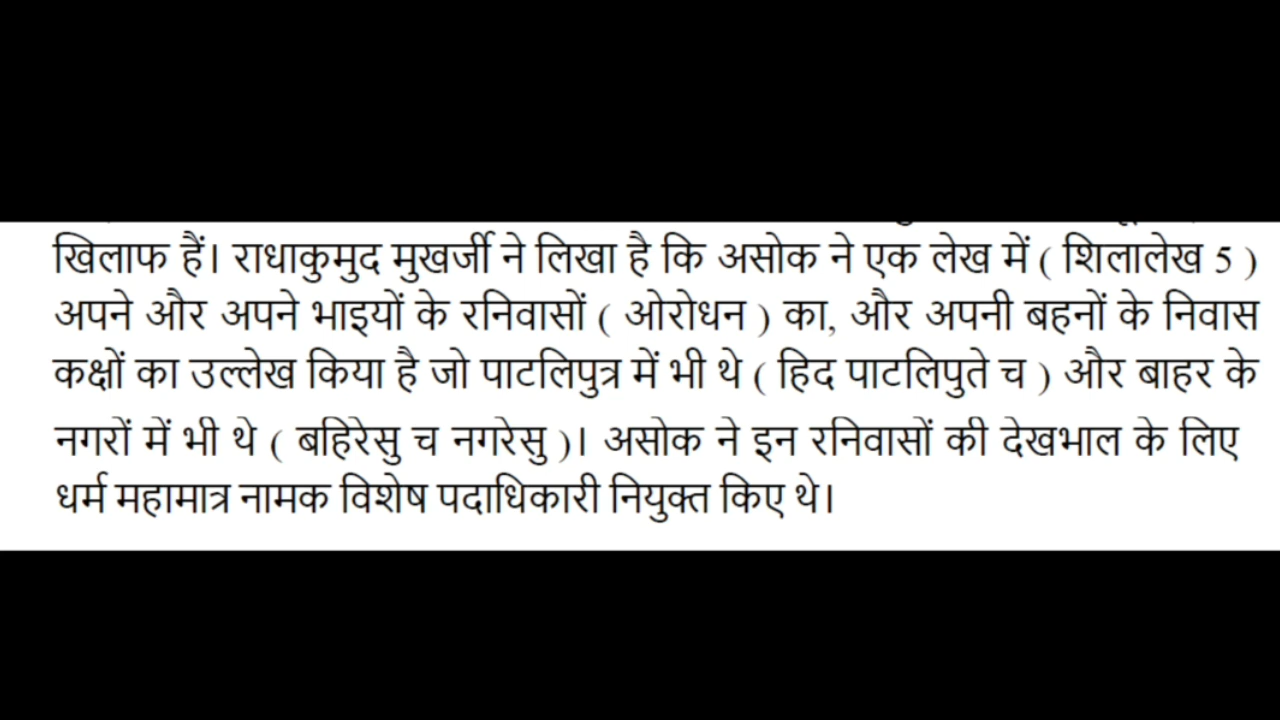 खिलाफ हैं। राधाकुमुद मुखर्जी ने लिखा है कि असोक ने एक लेख में ( शिलालेख 5 )
अपने और अपने भाइयों के रनिवासों ( ओरोधन ) का, और अपनी बहनों के निवास
कक्षों का उल्लेख किया है जो पाटलिपुत्र में भी थे ( हिद पाटलिपुते च ) और बाहर के
नगरों में भी थे ( बहिरेसु च नगरेसु )। असोक ने इन रनिवासों की देखभाल के लिए
धर्म महामात्र नामक विशेष पदाधिकारी नियुक्त किए थे।